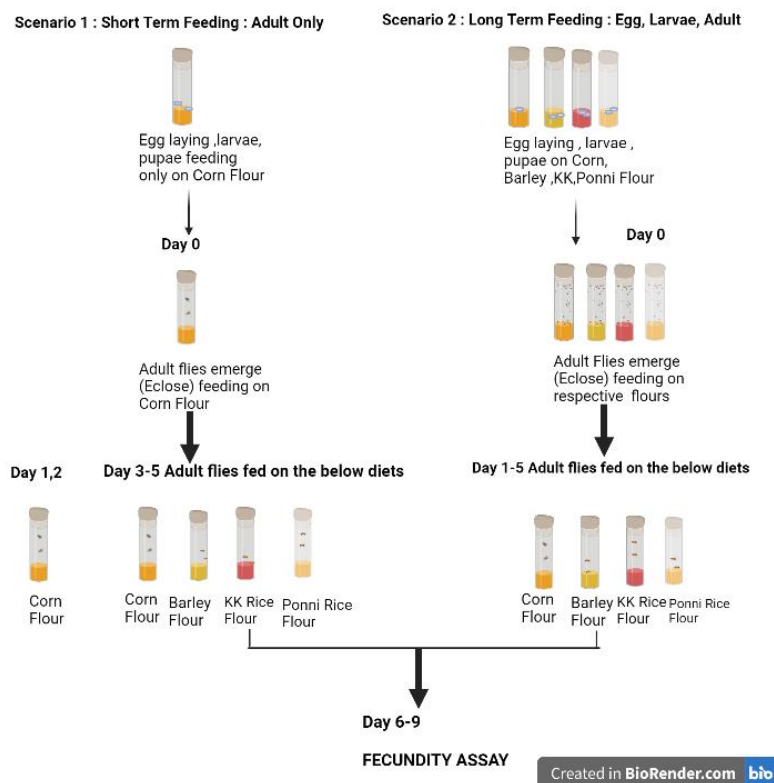 Scenario 1 : Short Term Feeding : Adult Only
Egg laying ,larvae,
pupae feeding
only on Corn Flour
Day 0
Adult flies emerge
(Eclose) feeding on
Corn Flour
Day 1,2
Day 3-5 Adult flies fed on the below diets
Corn
Flour
Corn
Flour
Barley
Flour
KK Rice
Flour
Ponni Rice
Flour
Scenario 2 : Long Term Feeding : Egg, Larvae, Adult
Egg laying , larvae ,
pupae on Corn,
Barley ,KK,Ponni Flour
Day 0
Adult Flies emerge
(Eclose) feeding on
respective flours
Day 1-5 Adult flies fed on the below diets
Corn
Flour
Barley
Flour
KK Rice
Flour
Ponni Rice
Flour
Day 6-9
FECUNDITY ASSAY
Created in BioRender.com bio